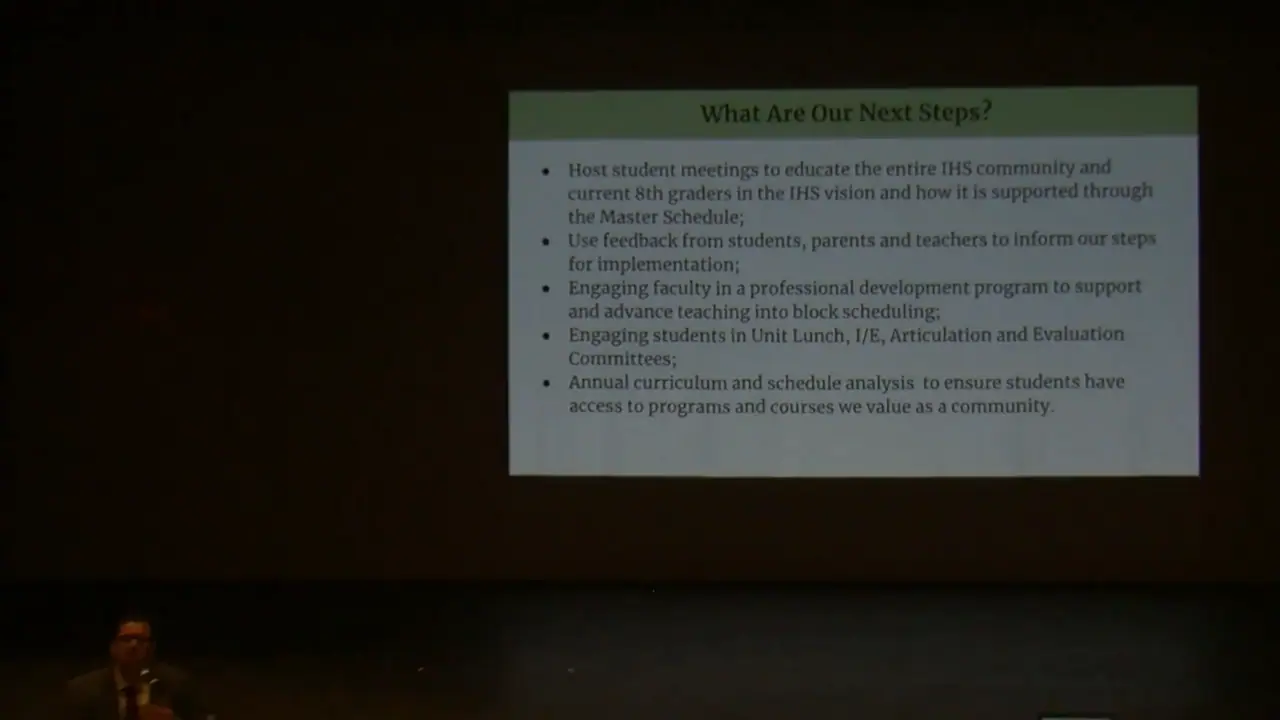 What Are Our Next Steps?
• Host student meetings to educate the entire IHS community and
current 8th graders in the IHS vision and how it is supported through
the Master Schedule;
• Use feedback from students, parents and teachers to inform our steps
for implementation;
• Engaging faculty in a professional development program to support
and advance teaching into block scheduling;
• Engaging students in Unit Lunch, I/E, Articulation and Evaluation
Committees;
• Annual curriculum and schedule analysis to ensure students have
access to programs and courses we value as a community.